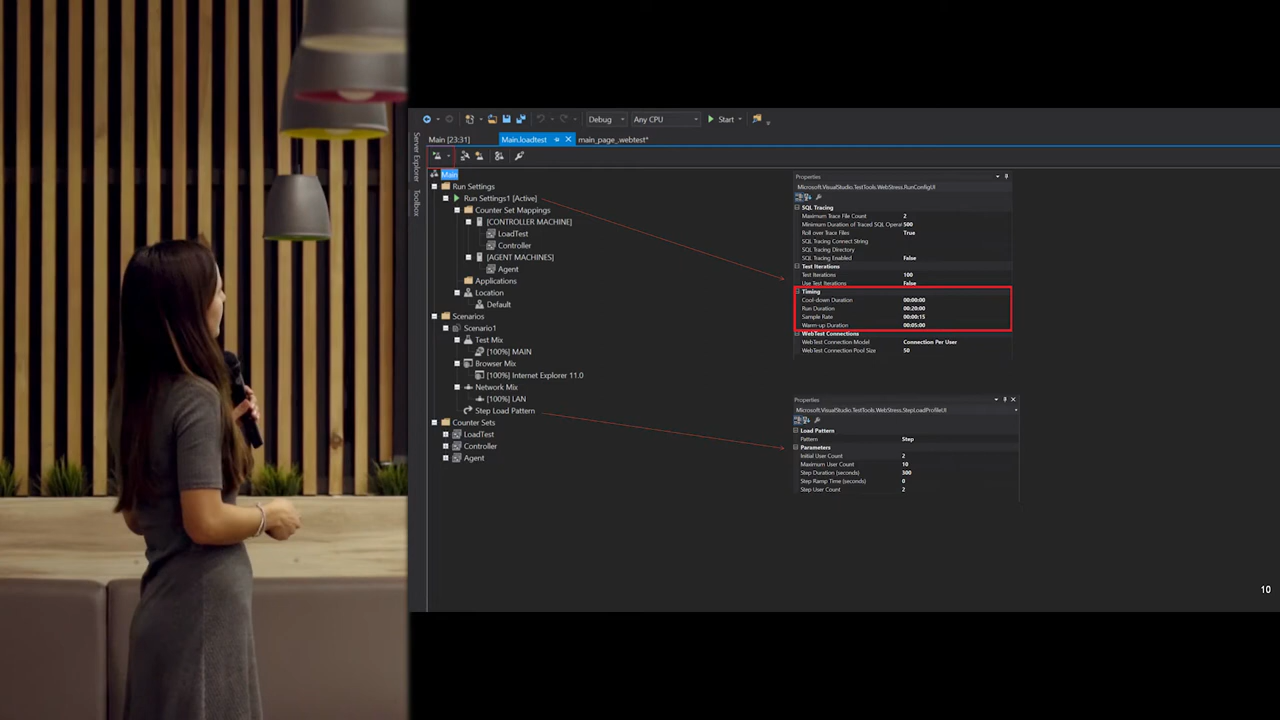 Debug
Any CPU
Start
Main [23:31]
Main.loadtest
main_page_webtest*
Server Explorer
Toolbox
Main
Run Settings
Run Settings1 [Active]
Counter Set Mappings
[CONTROLLER MACHINE]
LoadTest
Controller
[AGENT MACHINES]
Agent
Applications
Location
Default
Scenarios
Scenario1
Test Mix
[100%] MAIN
Browser Mix
[100%] Internet Explorer 11.0
Network Mix
[100%] LAN
Step Load Pattern
Counter Sets
LoadTest
Controller
Agent
Properties
Microsoft.VisualStudio.TestTools.WebStress.RunConfigUI
SQL Tracing
Maximum Trace File Count 2
Minimum Duration of Traced SQL Operat 500
Roll over Trace Files True
SQL Tracing Connect String
SQL Tracing Directory
SQL Tracing Enabled False
Test Iterations
Test Iterations 100
Use Test Iterations False
Timing
Cool-down Duration 00:00:00
Run Duration 00:20:00
Sample Rate 00:00:15
Warm-up Duration 00:05:00
WebTest Connections
WebTest Connection Model Connection Per User
WebTest Connection Pool Size 50
Properties
Microsoft.VisualStudio.TestTools.WebStress.StepLoadProfileUI
Load Pattern
Pattern Step
Parameters
Initial User Count 2
Maximum User Count 10
Step Duration (seconds) 300
Step Ramp Time (seconds) 0
Step User Count 2
10